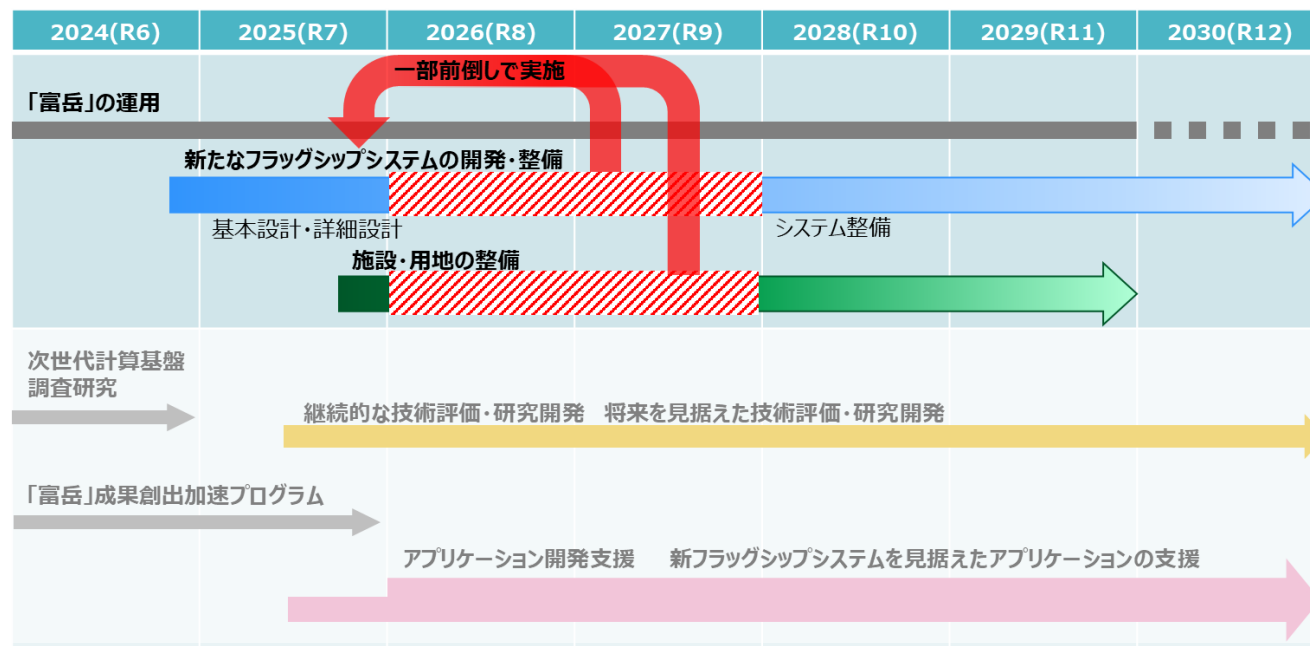 2024(R6) 2025(R7) 2026(R8) 2027(R9) 2028(R10) 2029(R11) 2030(R12)
一部前倒しで実施
「富岳」の運用
新たなフラッグシップシステムの開発・整備
基本設計・詳細設計
システム整備
施設・用地の整備
次世代計算基盤
調査研究
継続的な技術評価・研究開発 将来を見据えた技術評価・研究開発
「富岳」成果創出加速プログラム
アプリケーション開発支援 新フラッグシップシステムを見据えたアプリケーションの支援